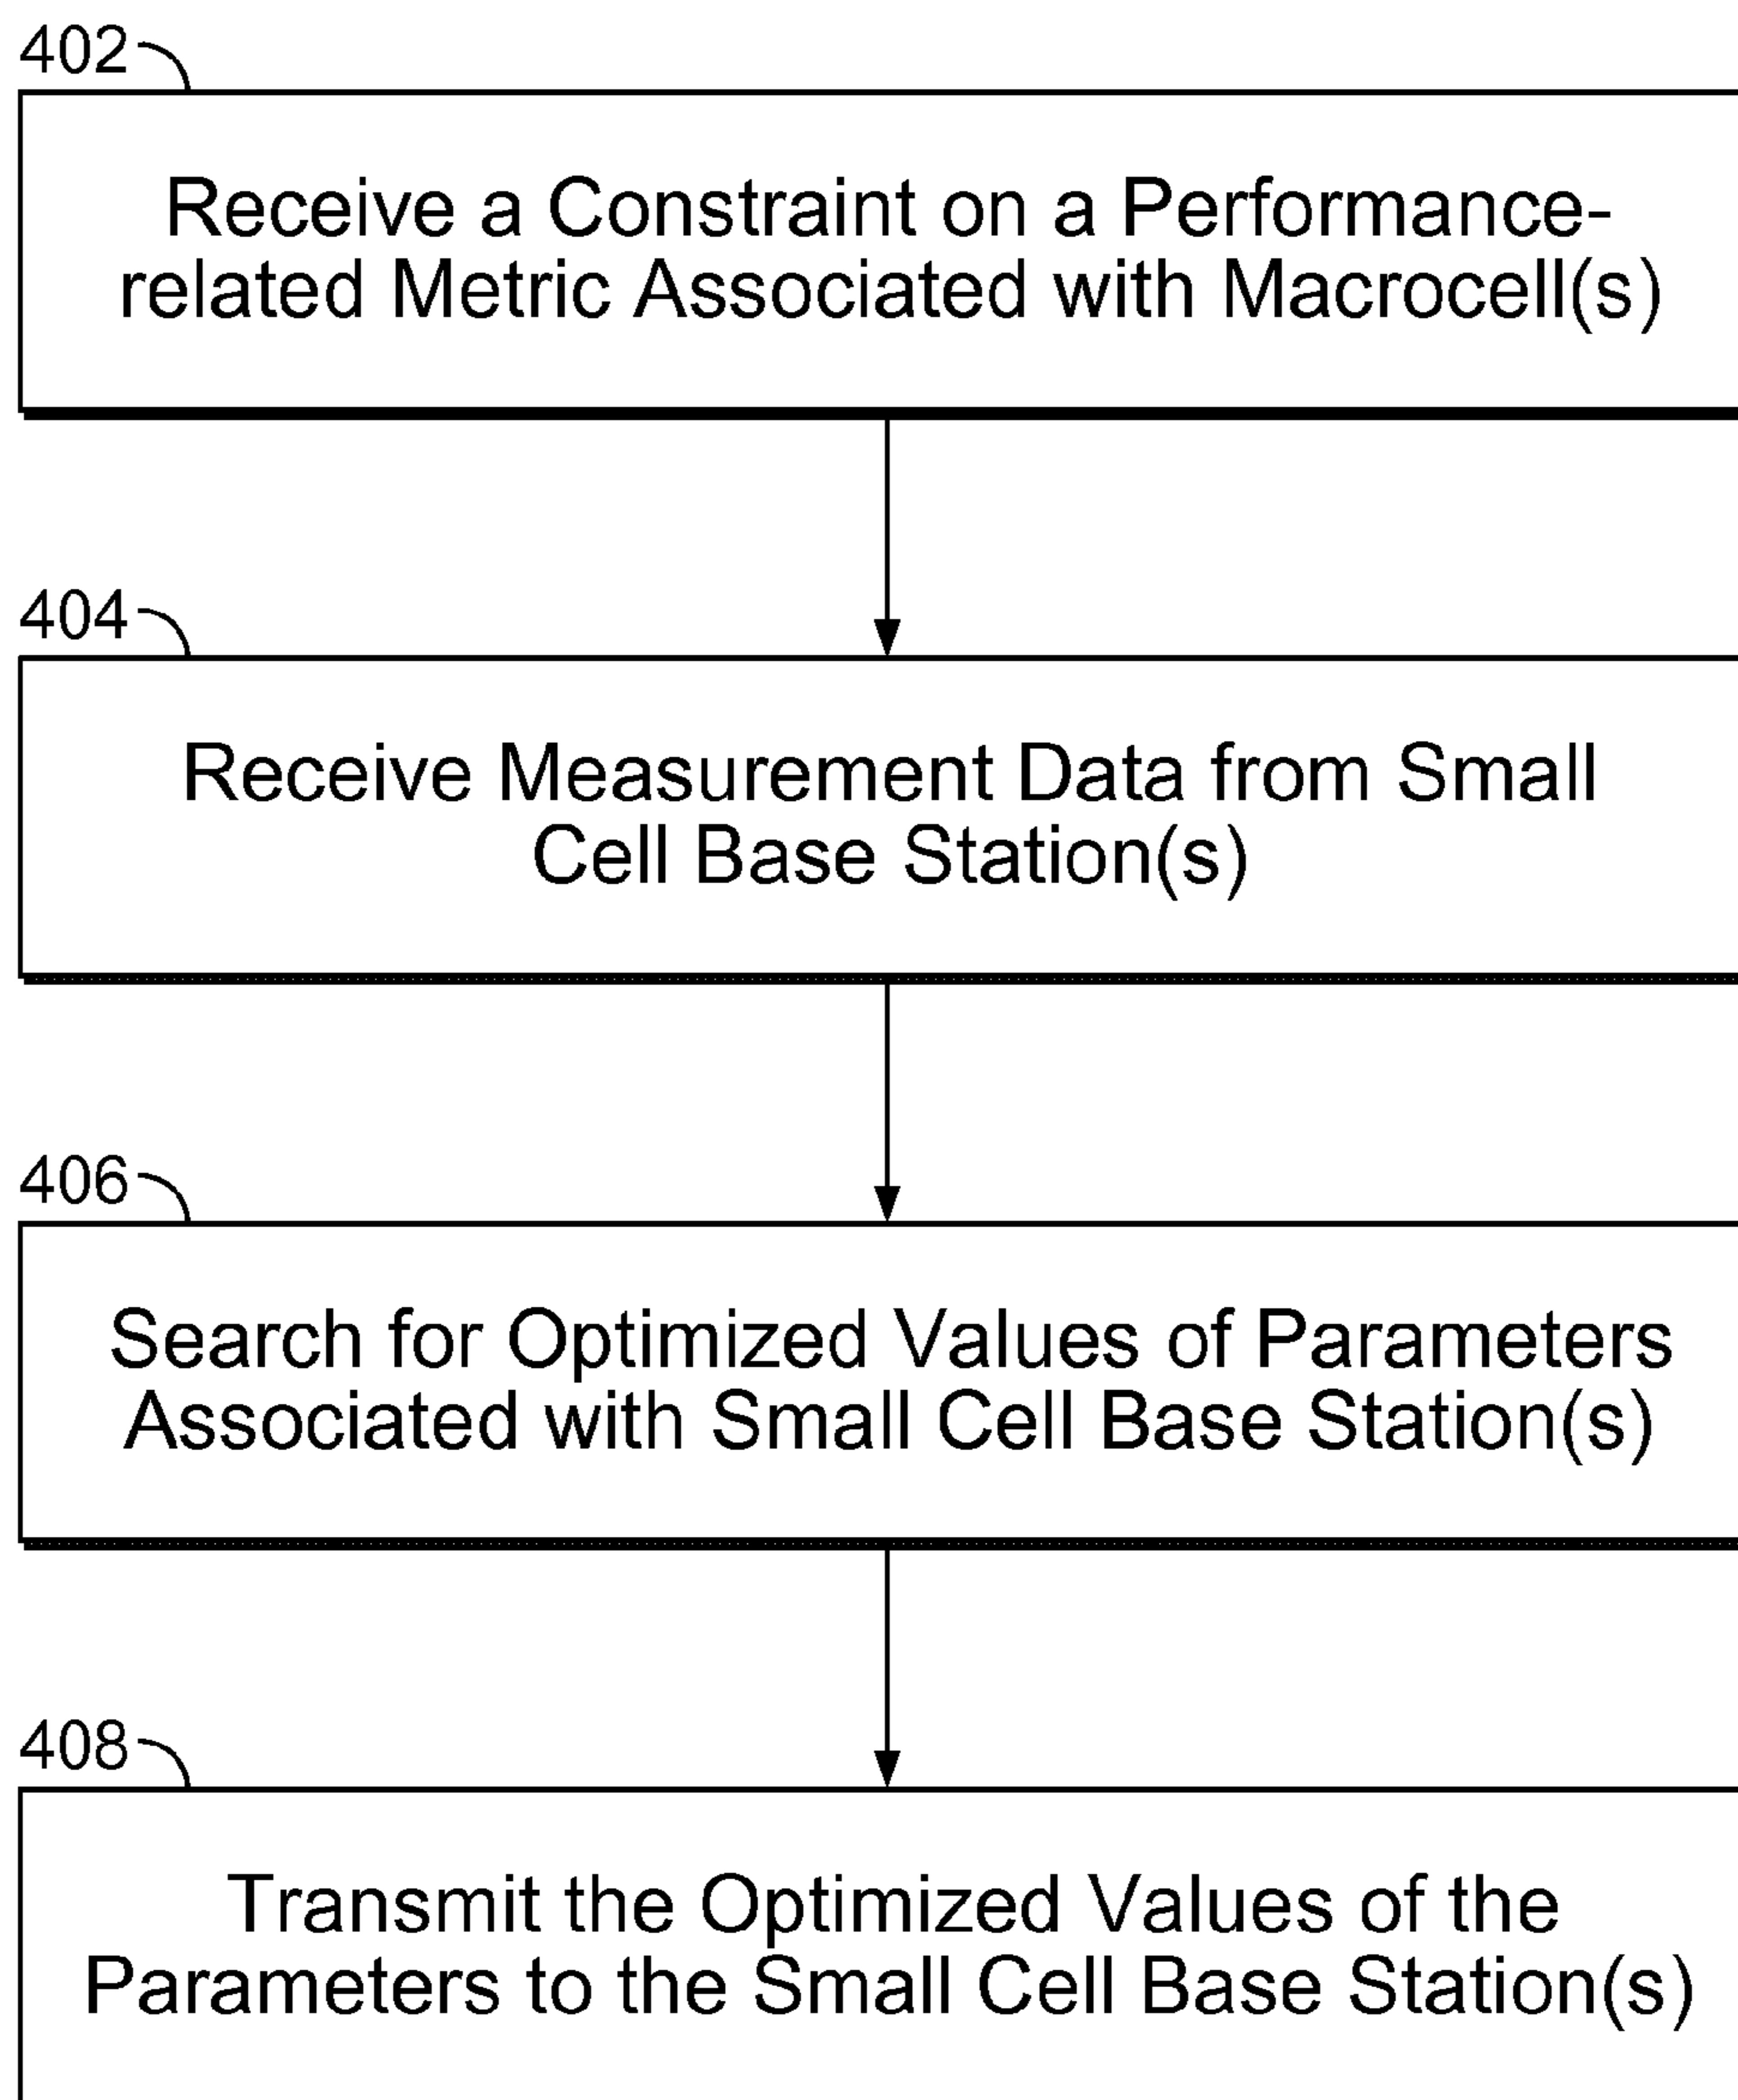 402
Receive a Constraint on a Performance-
related Metric Associated with Macrocell(s)
404
Receive Measurement Data from Small
Cell Base Station(s)
406
Search for Optimized Values of Parameters
Associated with Small Cell Base Station(s)
408
Transmit the Optimized Values of the
Parameters to the Small Cell Base Station(s)